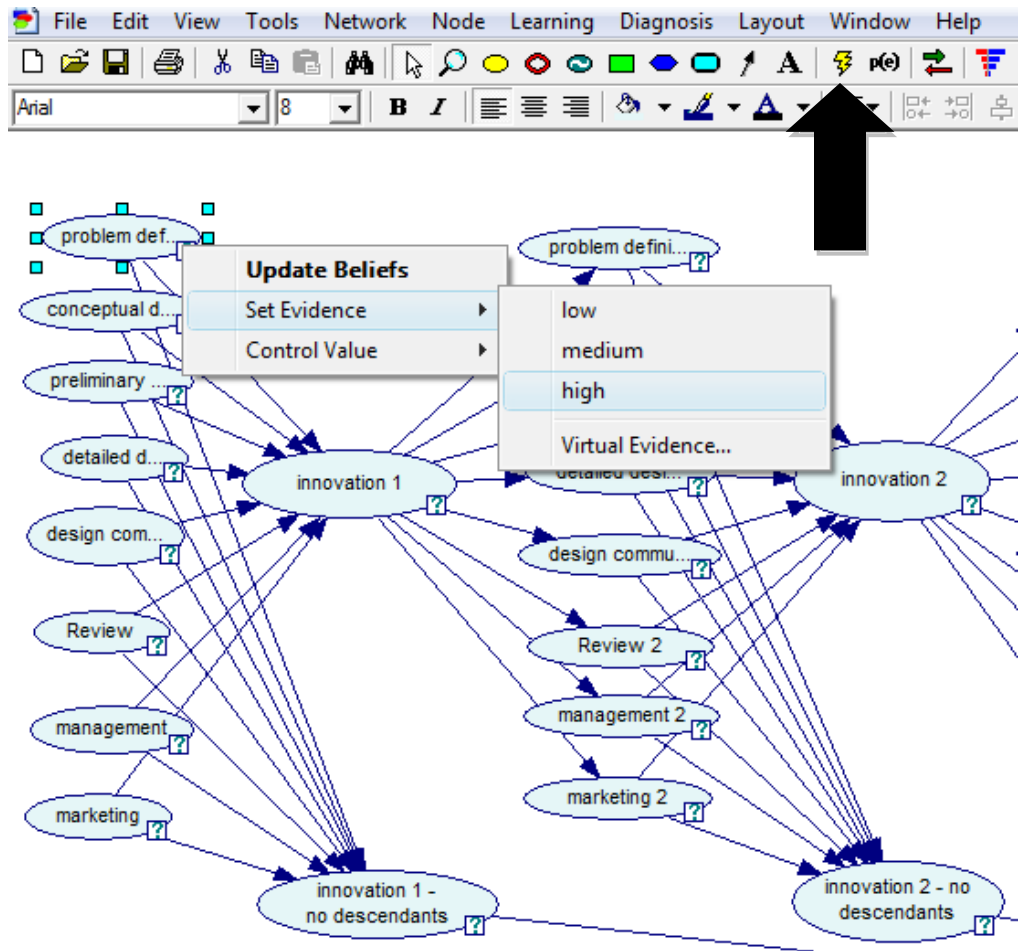 File Edit View Tools Network Node Learning Diagnosis Layout Window Help
A p(e)
Arial 8 B I A
problem def...
?
problem defini...
?
Update Beliefs
Set Evidence
Control Value
low
medium
high
Virtual Evidence...
conceptual d...
preliminary ...
?
detailed d...
?
innovation 1
?
detailed desi...
?
innovation 2
?
design com...
?
design commu...
?
Review
?
Review 2
?
management
?
management 2
?
marketing
?
marketing 2
?
innovation 1 -
no descendants
?
innovation 2 - no
descendants
?